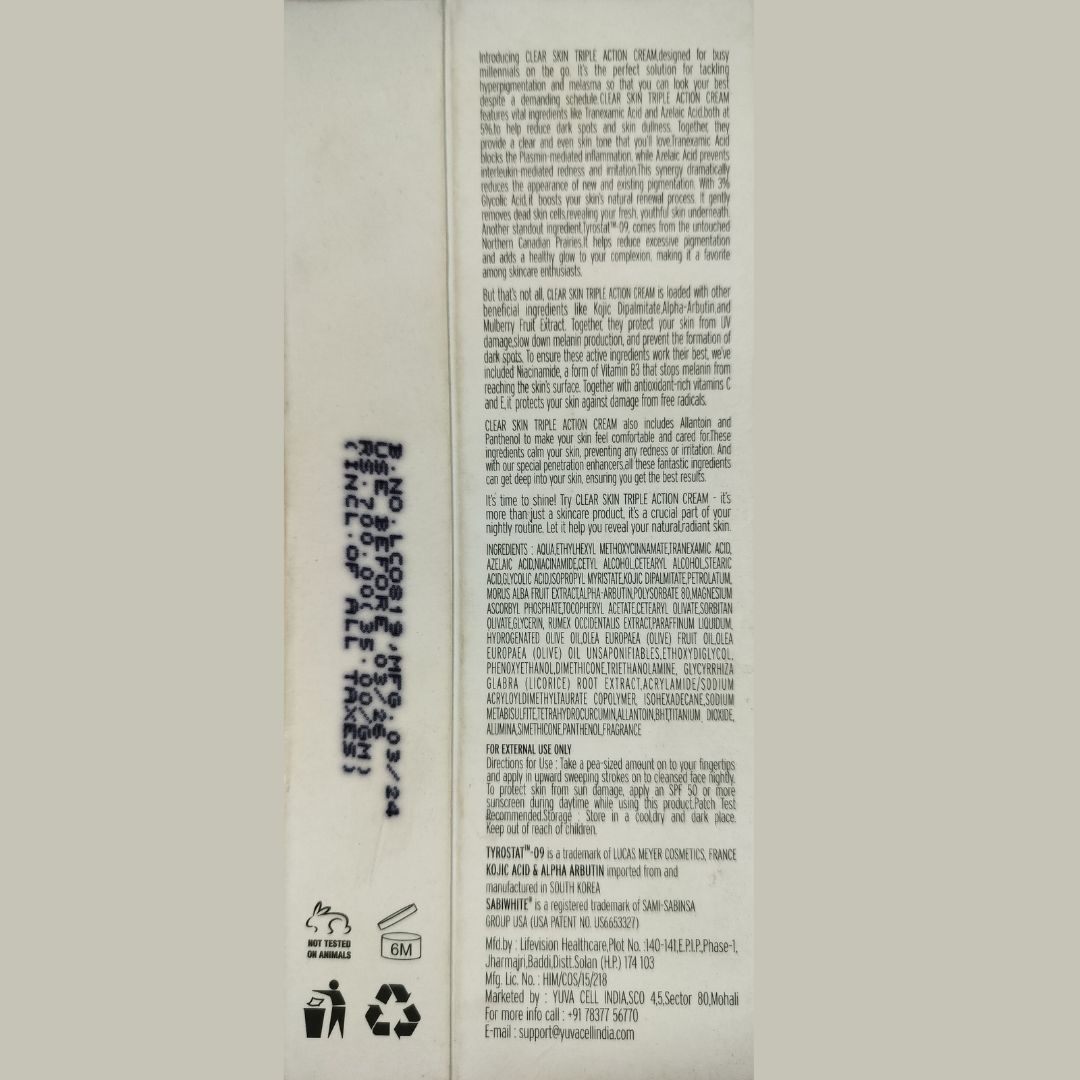 Introducing CLEAR SKIN TRIPLE ACTION CREAM,designed for busy
millennials on the go. It's the perfect solution for tackling
hyperpigmentation and melasma so that you can look your best
despite a demanding schedule.CLEAR SKIN TRIPLE ACTION CREAM
features vital ingredients like Tranexamic Acid and Azelaic Acid,both at
5%,to help reduce dark spots and skin dullness. Together, they
provide a clear and even skin tone that you'll love.Tranexamic Acid
blocks the Plasmin-mediated inflammation, while Azelaic Acid prevents
interleukin-mediated redness and irritation.This synergy dramatically
reduces the appearance of new and existing pigmentation. With 3%
Glycolic Acid,it boosts your skin's natural renewal process. It gently
removes dead skin cells,revealing your fresh, youthful skin underneath.
Another standout ingredient,Tyrostat™-09, comes from the untouched
Northern Canadian Prairies.It helps reduce excessive pigmentation
and adds a healthy glow to your complexion, making it a favorite
among skincare enthusiasts.
But that's not all, CLEAR SKIN TRIPLE ACTION CREAM is loaded with other
beneficial ingredients like Kojic Dipalmitate,Alpha-Arbutin,and
Mulberry Fruit Extract. Together, they protect your skin from UV
damage,slow down melanin production, and prevent the formation of
dark spots. To ensure these active ingredients work their best, we've
included Niacinamide, a form of Vitamin B3 that stops melanin from
reaching the skin's surface. Together with antioxidant-rich vitamins C
and E,it protects your skin against damage from free radicals.
CLEAR SKIN TRIPLE ACTION CREAM also includes Allantoin and
Panthenol to make your skin feel comfortable and cared for.These
ingredients calm your skin, preventing any redness or irritation. And
with our special penetration enhancers,all these fantastic ingredients
can get deep into your skin, ensuring you get the best results.
It's time to shine! Try CLEAR SKIN TRIPLE ACTION CREAM - it's
more than just a skincare product, it's a crucial part of your
nightly routine. Let it help you reveal your natural,radiant skin.
INGREDIENTS : AQUA,ETHYLHEXYL METHOXYCINNAMATE,TRANEXAMIC ACID,
AZELAIC ACID,NIACINAMIDE,CETYL ALCOHOL,CETEARYL ALCOHOL,STEARIC
ACID,GLYCOLIC ACID,ISOPROPYL MYRISTATE,KOJIC DIPALMITATE,PETROLATUM,
MORUS ALBA FRUIT EXTRACT,ALPHA-ARBUTIN,POLYSORBATE 80,MAGNESIUM
ASCORBYL PHOSPHATE,TOCOPHERYL ACETATE,CETEARYL OLIVATE,SORBITAN
OLIVATE,GLYCERIN, RUMEX OCCIDENTALIS EXTRACT,PARAFFINUM LIQUIDUM,
HYDROGENATED OLIVE OIL,OLEA EUROPAEA (OLIVE) FRUIT OIL,OLEA
EUROPAEA (OLIVE) OIL UNSAPONIFIABLES,ETHOXYDIGLYCOL,
PHENOXYETHANOL,DIMETHICONE,TRIETHANOLAMINE, GLYCYRRHIZA
GLABRA (LICORICE) ROOT EXTRACT,ACRYLAMIDE/SODIUM
ACRYLOYLDIMETHYLTAURATE COPOLYMER, ISOHEXADECANE,SODIUM
METABISULFITE,TETRAHYDROCURCUMIN,ALLANTOIN,BHT,TITANIUM DIOXIDE,
ALUMINA,SIMETHICONE,PANTHENOL,FRAGRANCE
FOR EXTERNAL USE ONLY
Directions for Use : Take a pea-sized amount on to your fingertips
and apply in upward sweeping strokes on to cleansed face nightly.
To protect skin from sun damage, apply an SPF 50 or more
sunscreen during daytime while using this product.Patch Test
Recommended.Storage : Store in a cool,dry and dark place.
Keep out of reach of children.
TYROSTAT™-09 is a trademark of LUCAS MEYER COSMETICS, FRANCE
KOJIC ACID & ALPHA ARBUTIN imported from and
manufactured in SOUTH KOREA
SABIWHITE® is a registered trademark of SAMI-SABINSA
GROUP USA (USA PATENT NO. US6653327)
Mfd.by : Lifevision Healthcare,Plot No. :140-141,E.P.I.P,Phase-1,
Jharmajri,Baddi,Distt.Solan (H.P.) 174 103
Mfg. Lic. No. : HIM/COS/15/218
Marketed by : YUVA CELL INDIA,SCO 4,5,Sector 80,Mohali
For more info call : +91 78377 56770
E-mail : support@yuvacellindia.com
B.NO.LC0819,MFG.03/24
USE BEFORE 03/26
RS.700.00(35.00/GM)
(INCL.OF ALL TAXES)
NOT TESTED
ON ANIMALS
6M